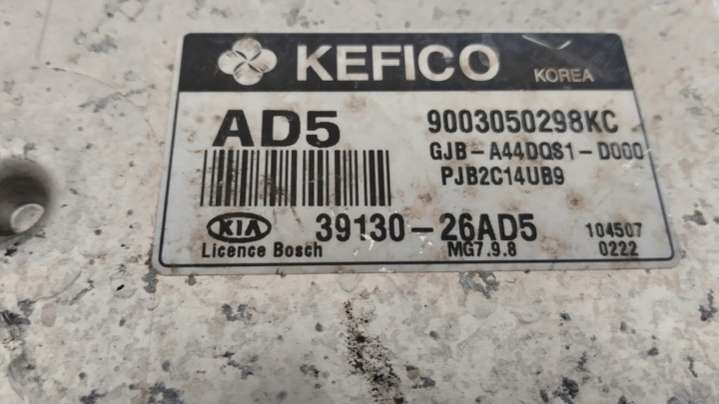 KEFICO KOREA
AD5
9003050298KC
GJB-A44DQS1-D000
PJB2C14UB9
KIA 39130-26AD5 104507
Licence Bosch MG7.9.8 0222